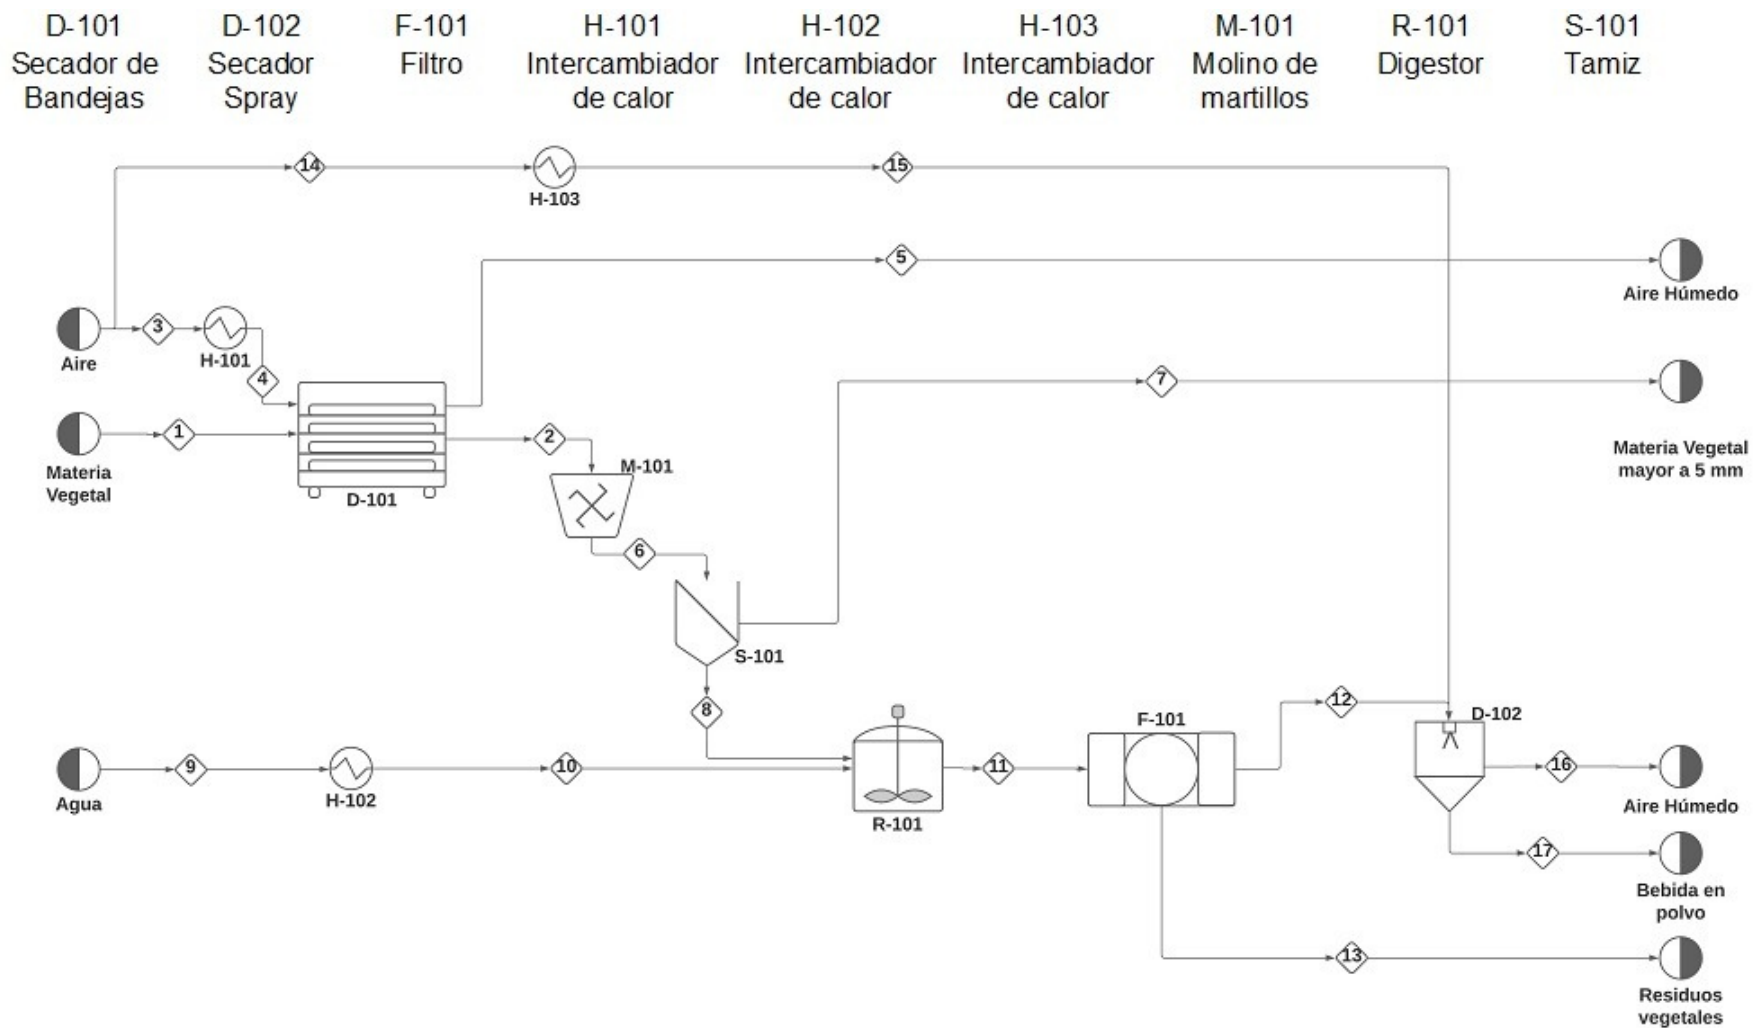 D-101
Secador de
Bandejas
D-102
Secador
Spray
F-101
Filtro
H-101
Intercambiador
de calor
H-102
Intercambiador
de calor
H-103
Intercambiador
de calor
M-101
Molino de
martillos
R-101
Digestor
S-101
Tamiz
14
H-103
15
5
Aire Húmedo
Aire
3
H-101
4
7
Materia Vegetal
mayor a 5 mm
Materia
Vegetal
1
D-101
2
M-101
6
S-101
8
Agua
9
H-102
10
R-101
11
F-101
12
D-102
16
Aire Húmedo
17
Bebida en
polvo
13
Residuos
vegetales